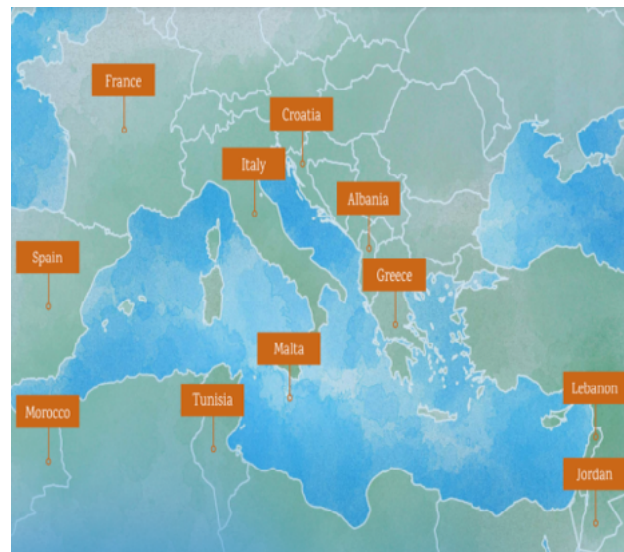 France
Croatia
Italy
Albania
Spain
Greece
Malta
Lebanon
Tunisia
Morocco
Jordan